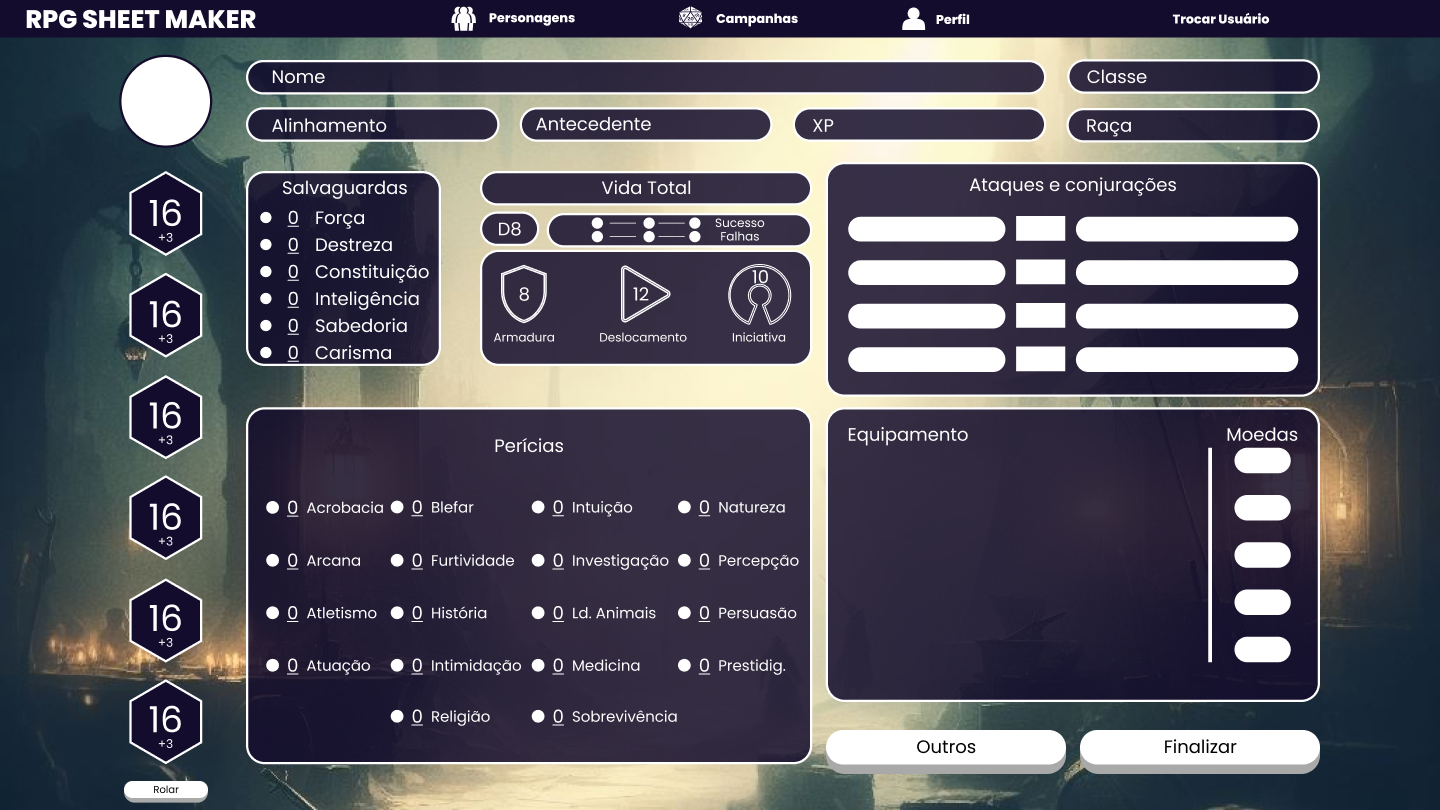 RPG SHEET MAKER
Personagens
Campanhas
Perfil
Trocar Usuário
Nome
Classe
Alinhamento
Antecedente
XP
Raça
16
+3
16
+3
16
+3
16
+3
16
+3
16
+3
Rolar
Salvaguardas
0 Força
0 Destreza
0 Constituição
0 Inteligência
0 Sabedoria
0 Carisma
Vida Total
D8
Sucesso
Falhas
8
Armadura
12
Deslocamento
10
Iniciativa
Ataques e conjurações
Perícias
0 Acrobacia 0 Blefar 0 Intuição 0 Natureza
0 Arcana 0 Furtividade 0 Investigação 0 Percepção
0 Atletismo 0 História 0 Ld. Animais 0 Persuasão
0 Atuação 0 Intimidação 0 Medicina 0 Prestidig.
0 Religião 0 Sobrevivência
Equipamento
Moedas
Outros
Finalizar